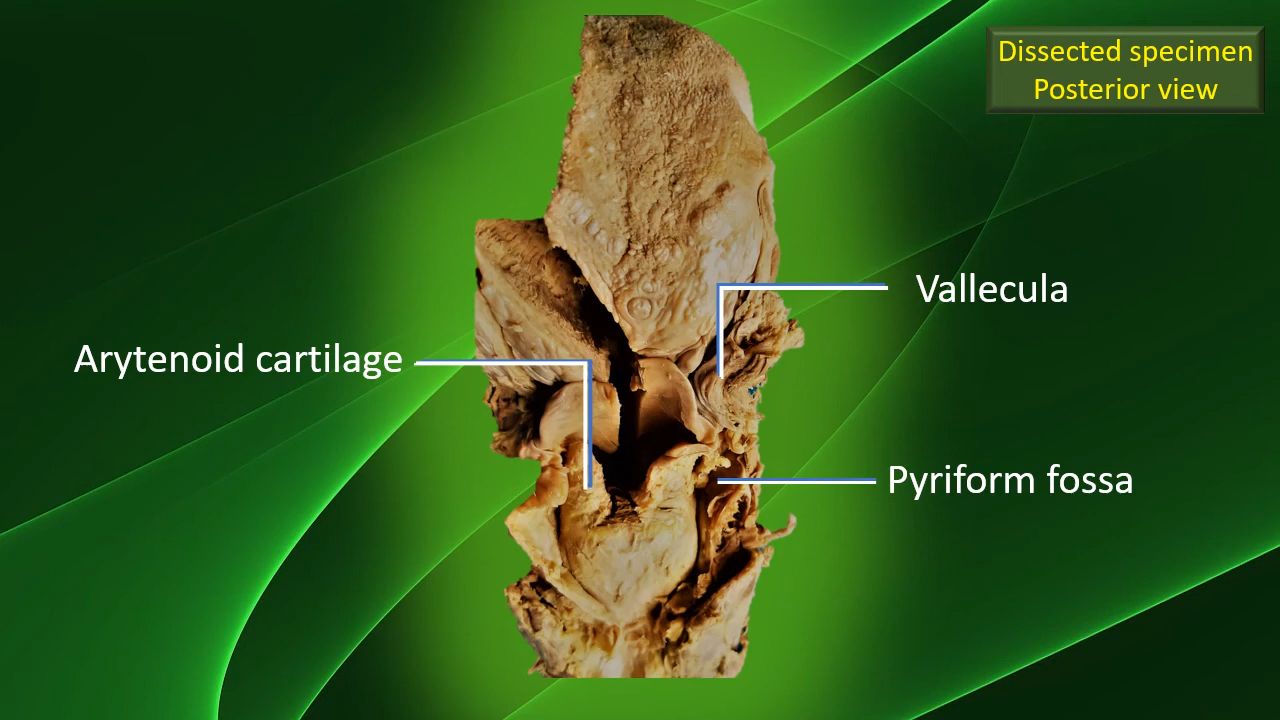 Dissected specimen
Posterior view
Vallecula
Arytenoid cartilage
Pyriform fossa